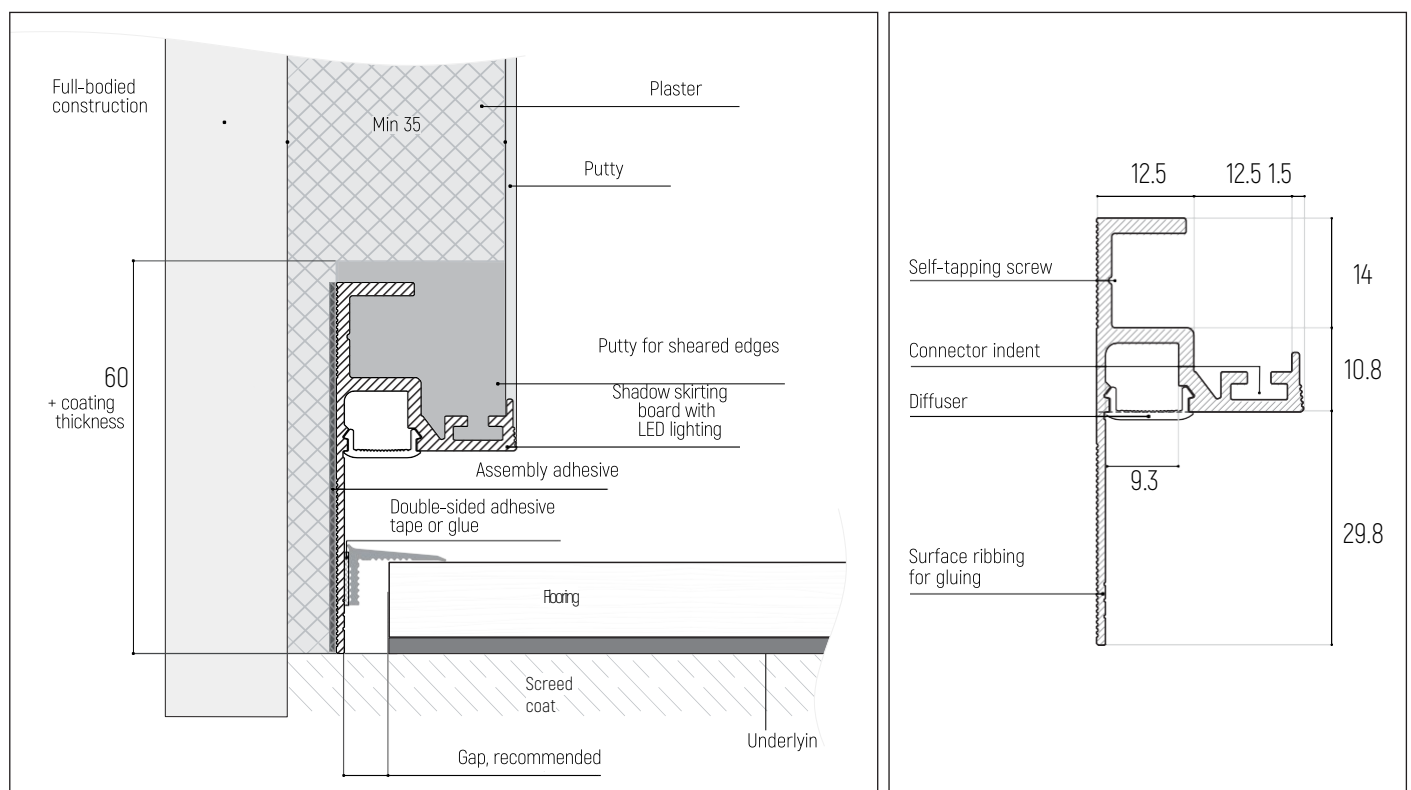 Full-bodied
construction
Min 35
Plaster
Putty
60
+ coating
thickness
Putty for sheared edges
Shadow skirting
board with
LED lighting
Assembly adhesive
Double-sided adhesive
tape or glue
Flooring
Screed
coat
Underlyin
Gap, recommended
12.5 12.5 1.5
Self-tapping screw
14
Connector indent
10.8
Diffuser
9.3
29.8
Surface ribbing
for gluing